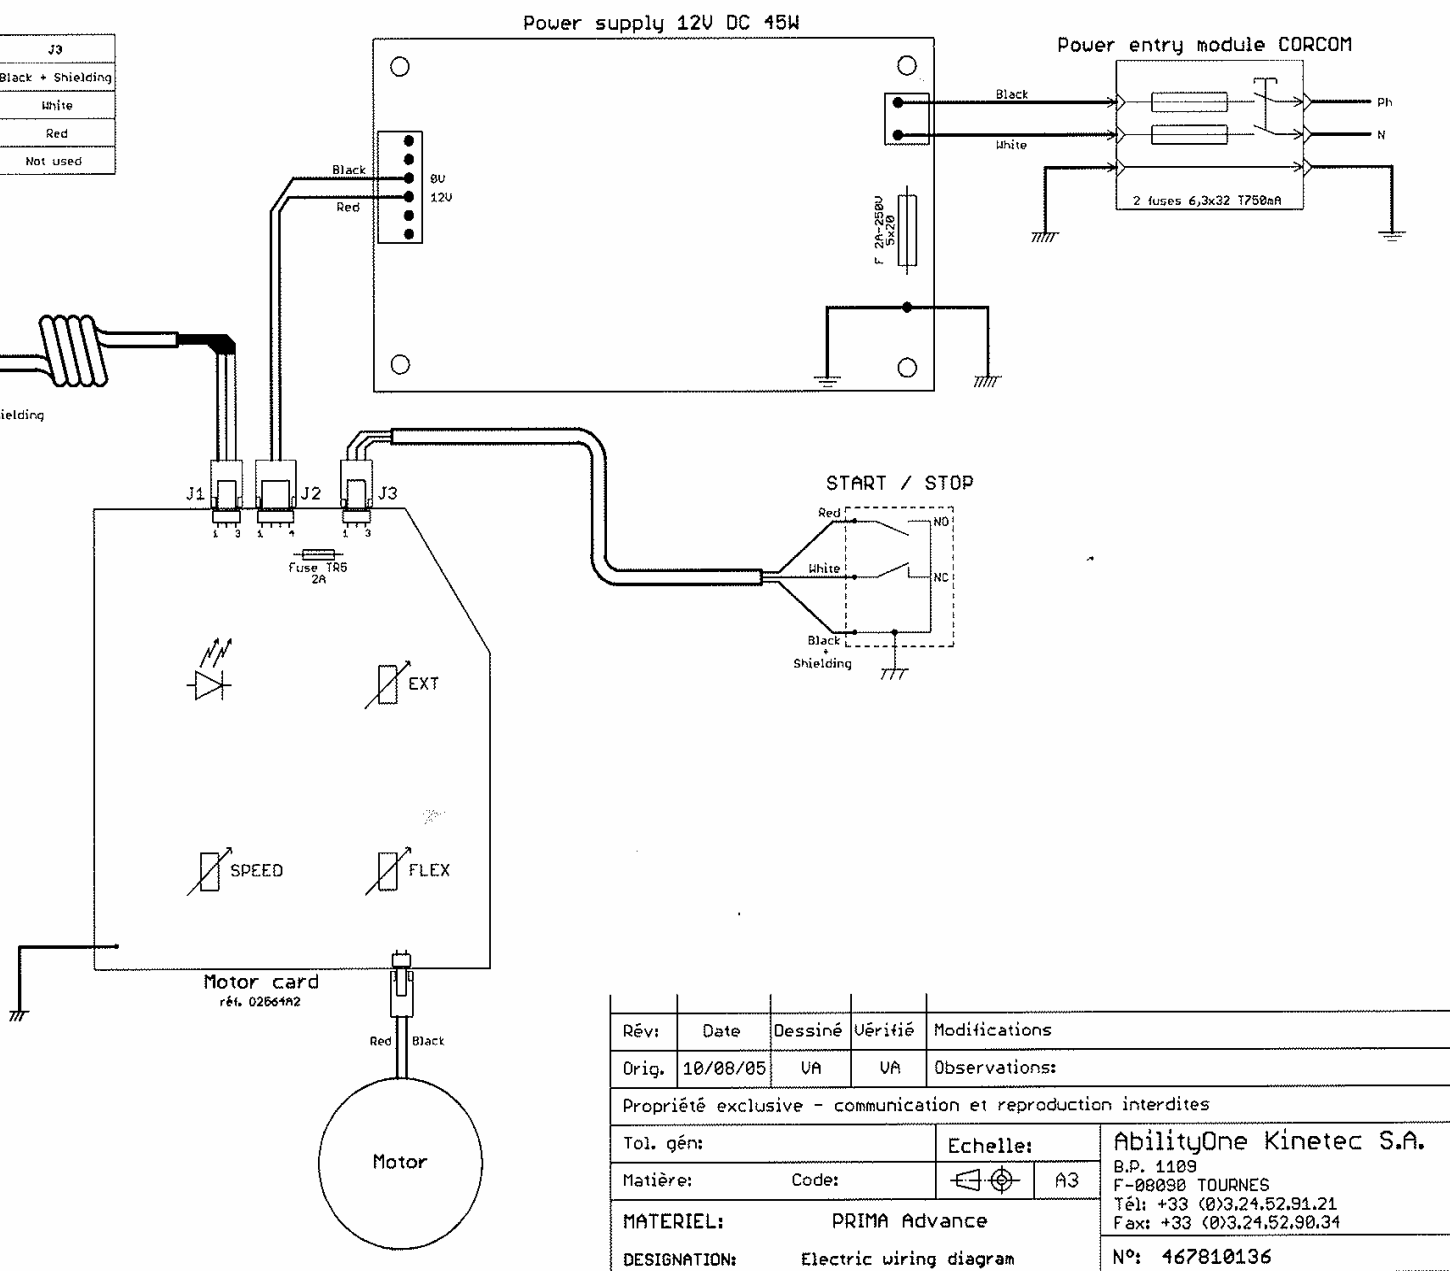 Power supply 12V DC 45W
Power entry module CORCOM
J3
Black + Shielding
White
Red
Not used
Black
White
Ph
N
2 fuses 6,3x32 T750mA
Black
Red
0V
12V
F 2A-250V
5x20
ielding
J1
J2
J3
1 3
1 4
1 3
Fuse TR5
2A
START / STOP
Red
NO
White
NC
Black
+
Shielding
EXT
SPEED
FLEX
Motor card
réf. 02564A2
Red
Black
Motor
Rév: Date Dessiné Vérifié Modifications
Orig. 10/08/05 VA VA Observations:
Propriété exclusive - communication et reproduction interdites
Tol. gén:
Echelle:
Matière: Code:
A3
AbilityOne Kinetec S.A.
B.P. 1109
F-08090 TOURNES
Tél: +33 (0)3.24.52.91.21
Fax: +33 (0)3.24.52.90.34
MATERIEL: PRIMA Advance
DESIGNATION: Electric wiring diagram
N°: 467810136